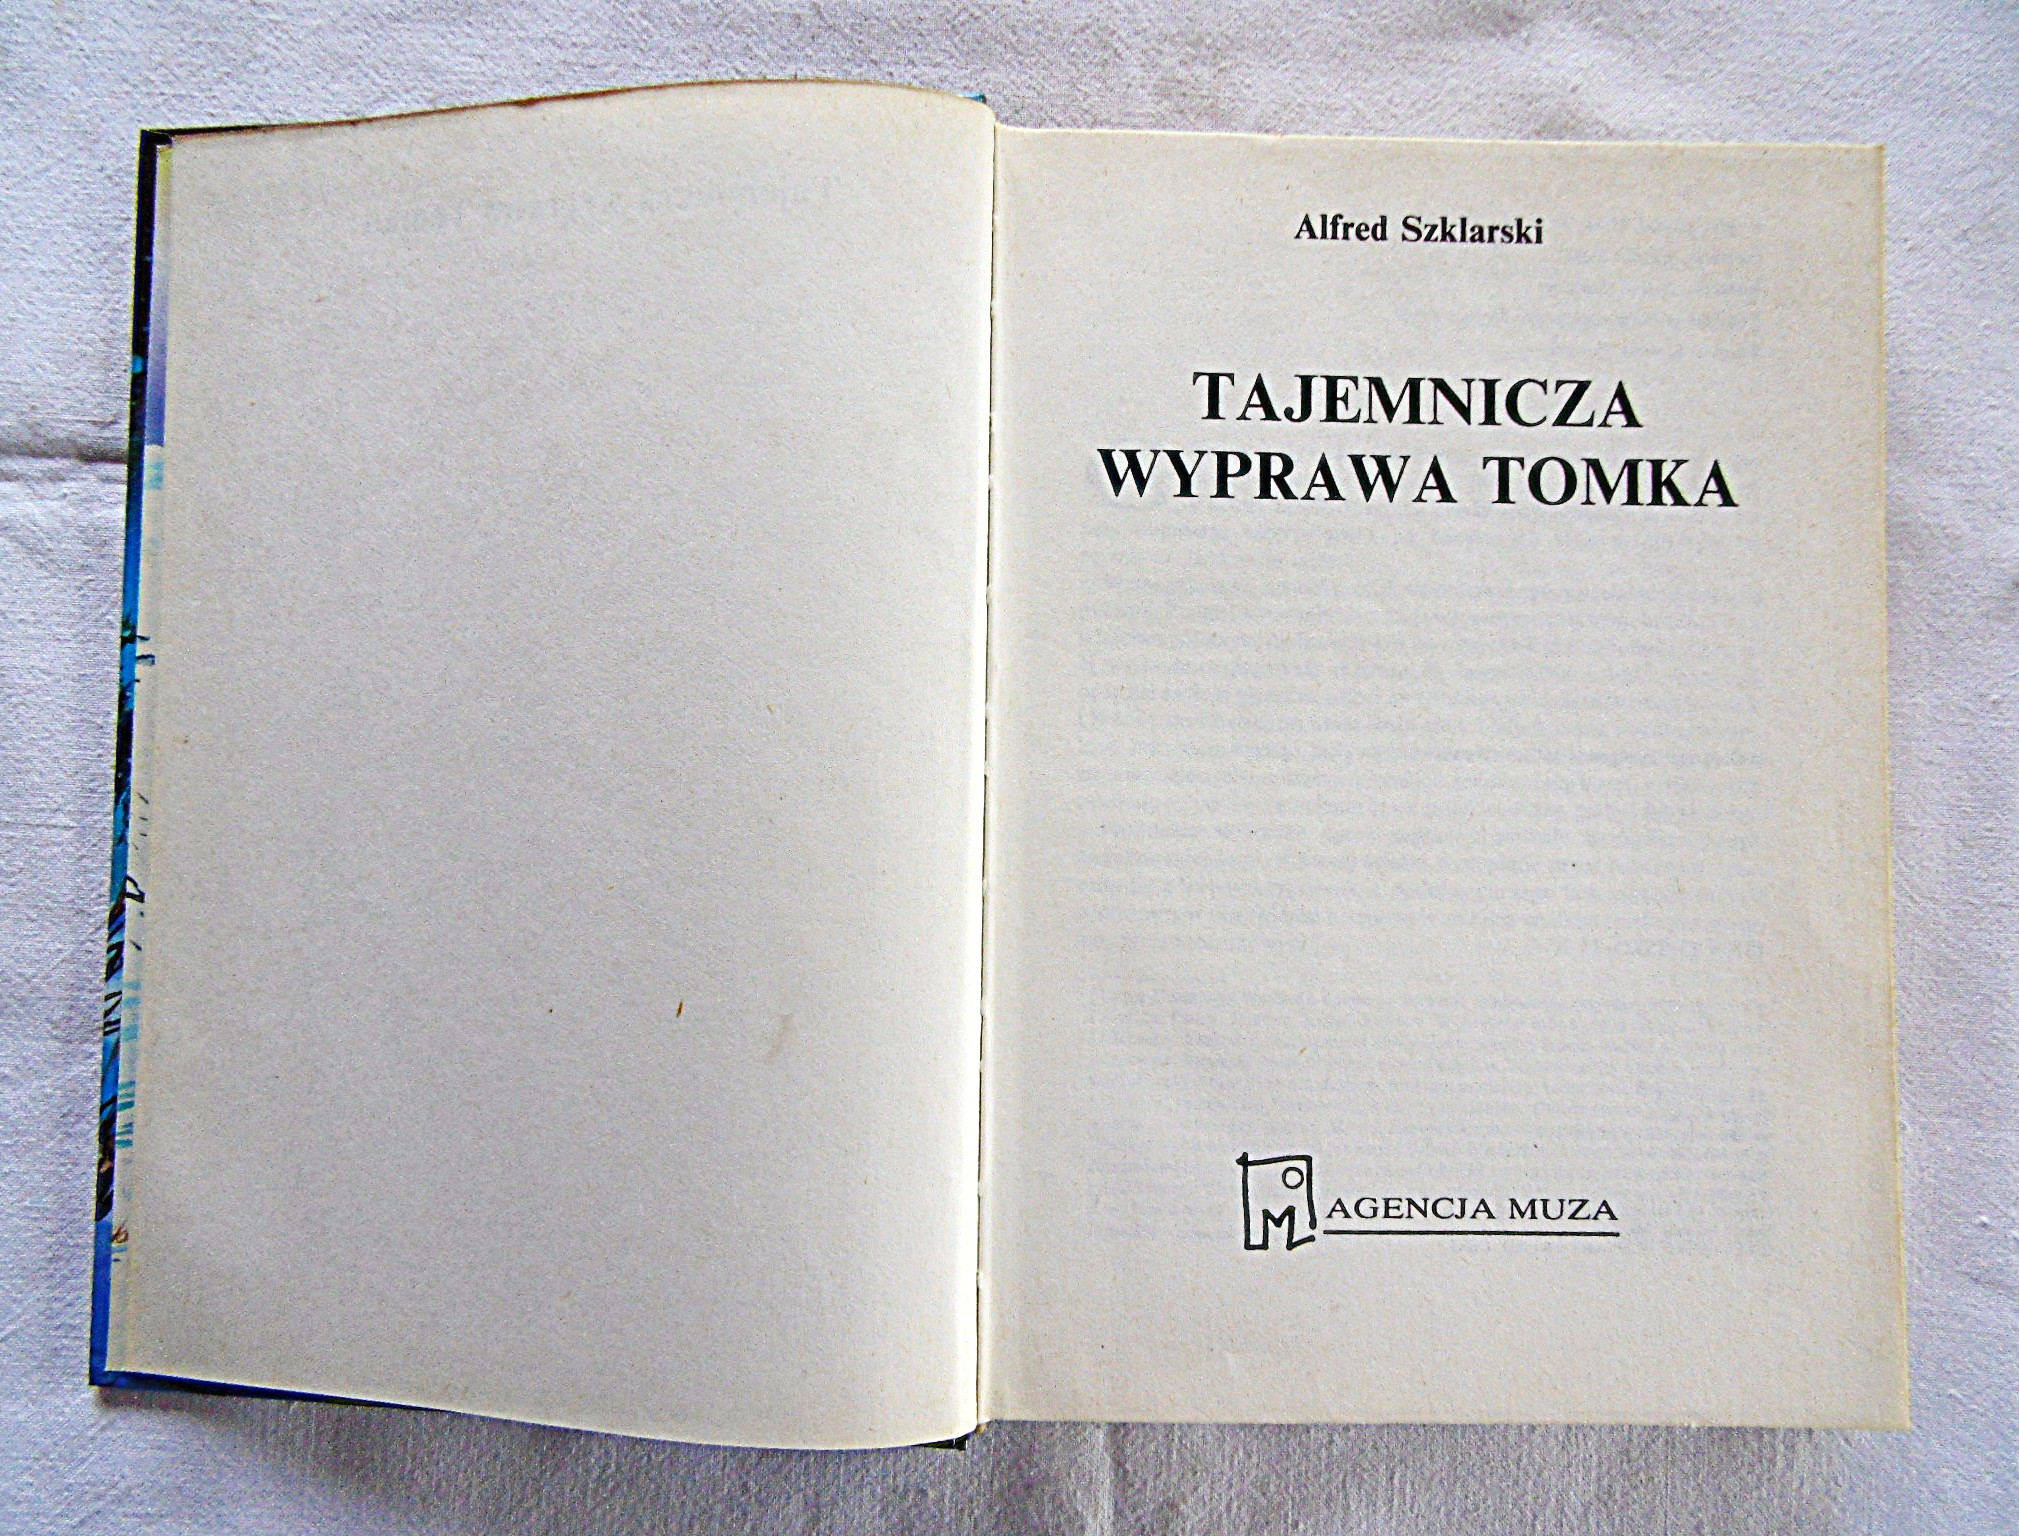 Alfred Szklarski
TAJEMNICZA
WYPRAWA TOMKA
AGENCJA MUZA